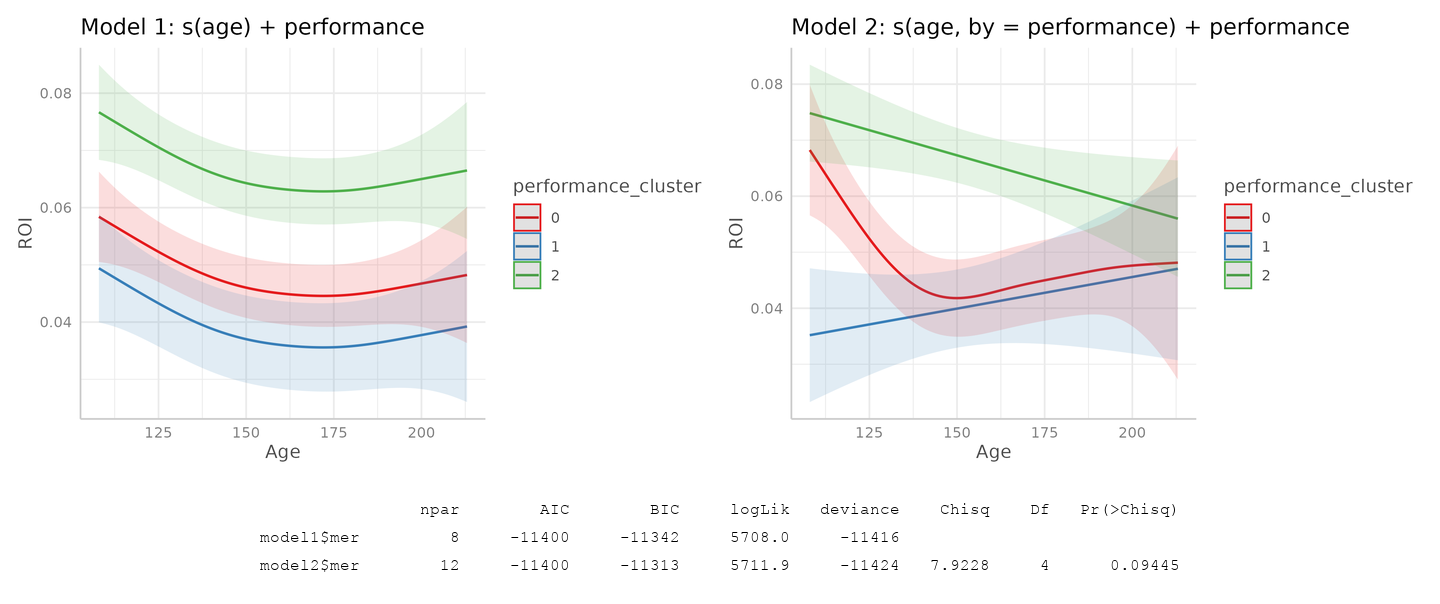 Model 1: s(age) + performance
0.08
0.06
0.04
ROI
125 150 175 200
Age
performance_cluster
0
1
2
Model 2: s(age, by = performance) + performance
0.08
0.06
0.04
ROI
125 150 175 200
Age
performance_cluster
0
1
2
npar AIC BIC logLik deviance Chisq Df Pr(>Chisq)
model1$mer 8 -11400 -11342 5708.0 -11416
model2$mer 12 -11400 -11313 5711.9 -11424 7.9228 4 0.09445